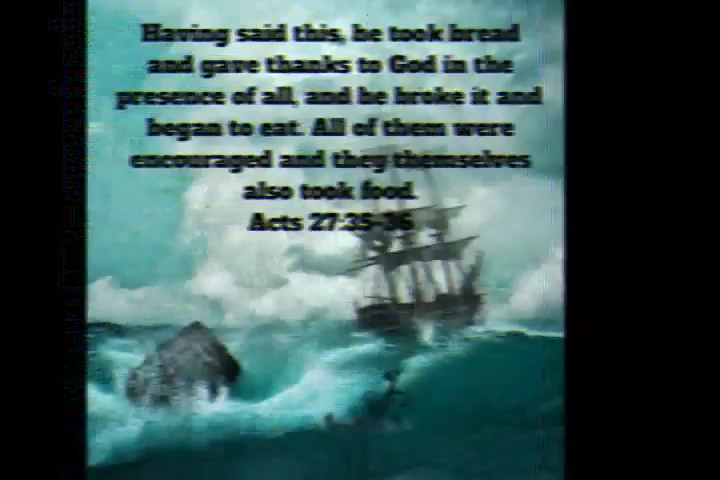 Having said this, he took bread
and gave thanks to God in the
presence of all, and he broke it and
began to eat. All of them were
encouraged and they themselves
also took food.
Acts 27:35-36